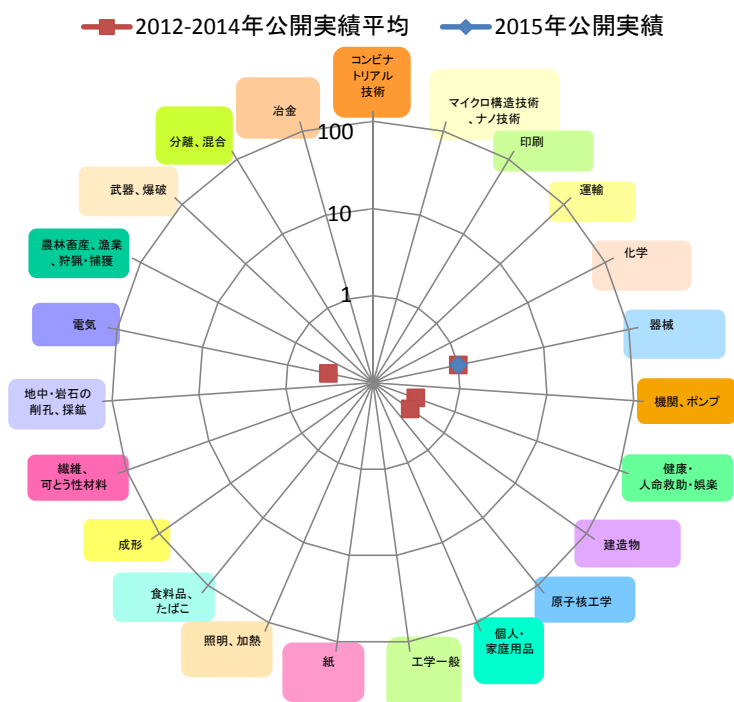 2012-2014年公開実績平均
2015年公開実績
コンビナ
トリアル
技術
マイクロ構造技術
、ナノ技術
印刷
運輸
化学
器械
機関、ポンプ
健康・
人命救助・娯楽
建造物
原子核工学
個人・
家庭用品
工学一般
紙
照明、加熱
食料品、
たばこ
成形
繊維、
可とう性材料
地中・岩石の
削孔、採鉱
電気
農林畜産、漁業
、狩猟・捕獲
武器、爆破
分離、混合
冶金
100
10
1